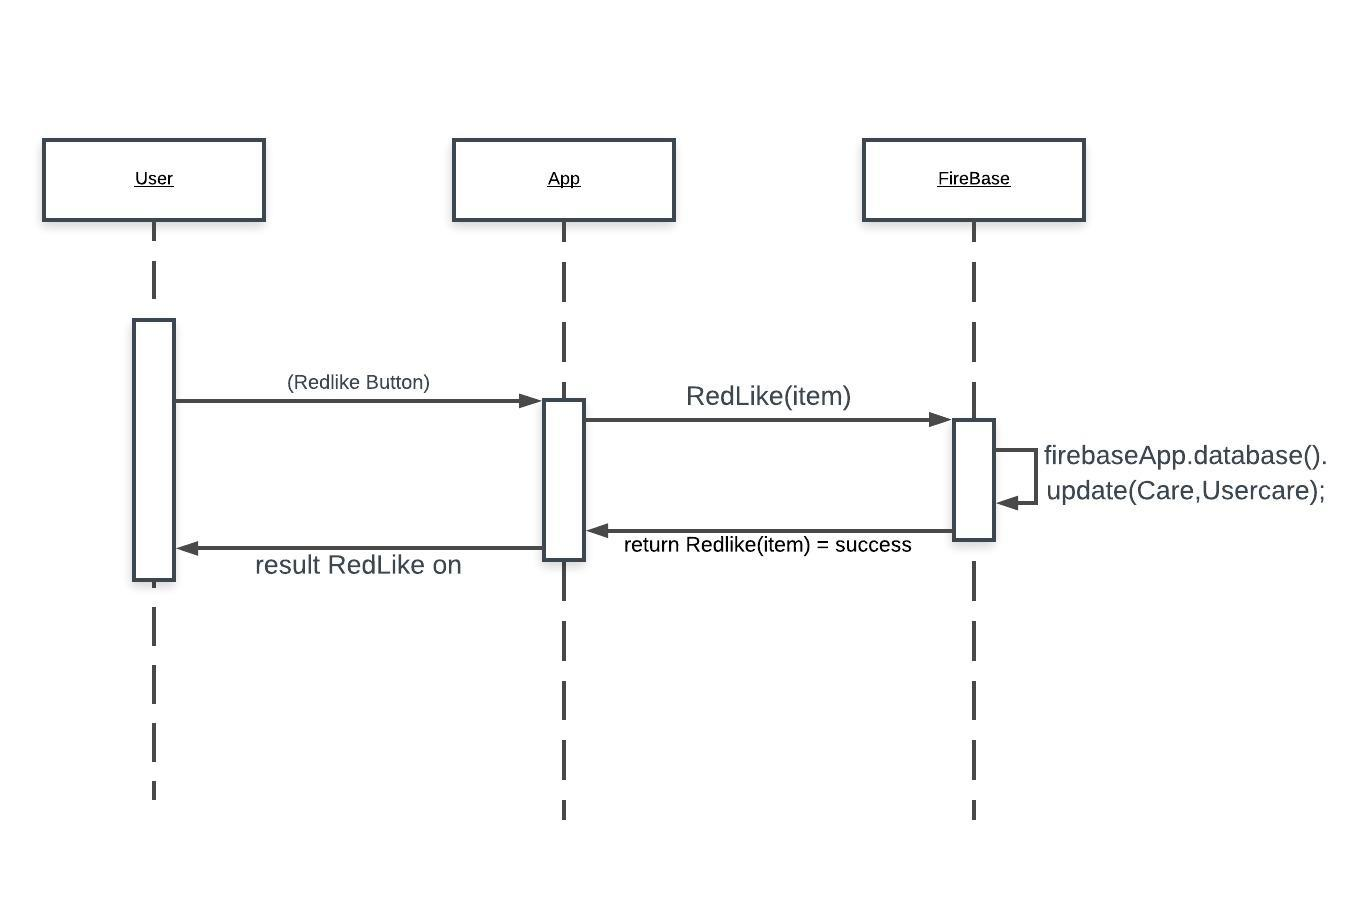 User
App
FireBase
(Redlike Button)
RedLike(item)
firebaseApp.database().
update(Care,Usercare);
return Redlike(item) = success
result RedLike on